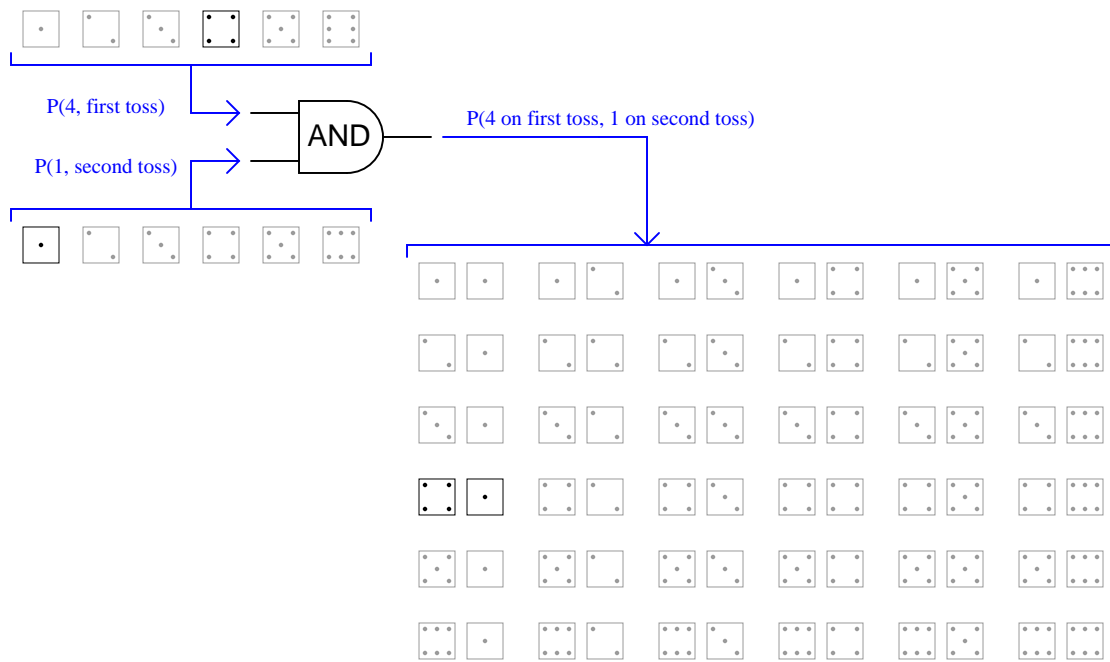 P(4, first toss)
AND
P(4 on first toss, 1 on second toss)
P(1, second toss)